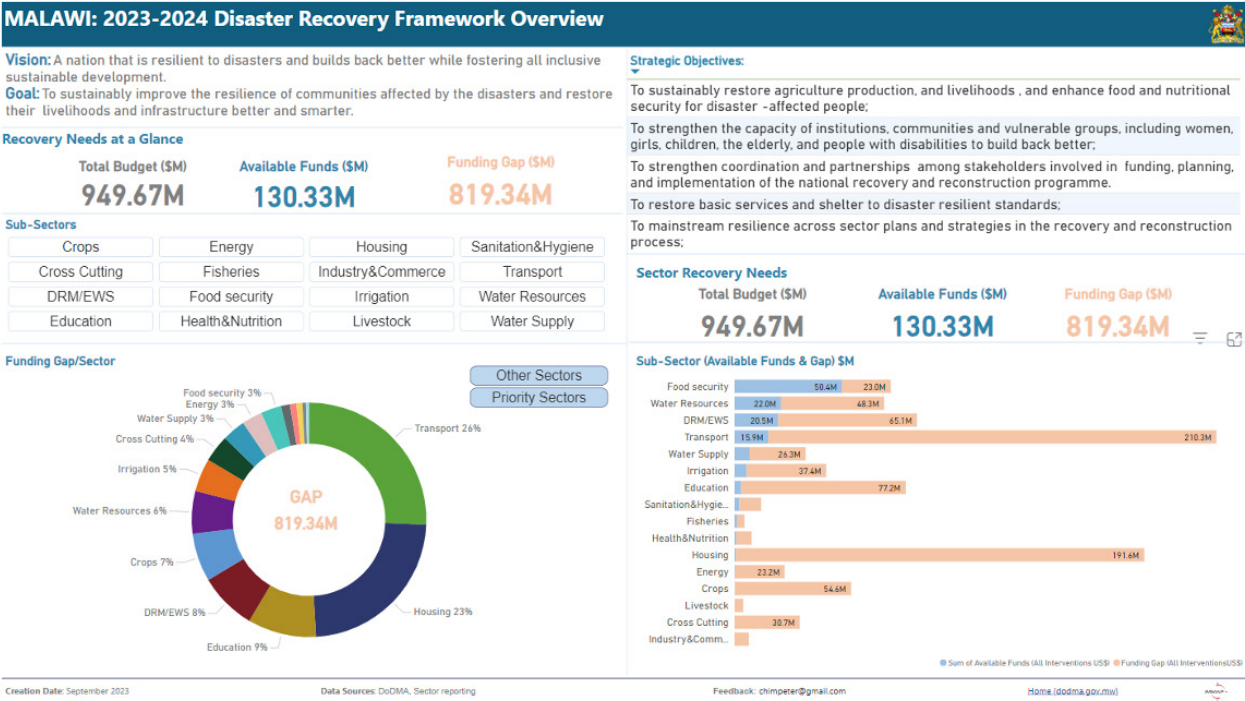 MALAWI: 2023-2024 Disaster Recovery Framework Overview
Vision: A nation that is resilient to disasters and builds back better while fostering all inclusive
sustainable development.
Goal: To sustainably improve the resilience of communities affected by the disasters and restore
their livelihoods and infrastructure better and smarter.
Recovery Needs at a Glance
Total Budget ($M)
Available Funds ($M)
Funding Gap ($M)
949.67M
130.33M
819.34M
Sub-Sectors
Crops
Energy
Housing
Sanitation&Hygiene
Cross Cutting
Fisheries
Industry&Commerce
Transport
DRM/EWS
Food security
Irrigation
Water Resources
Education
Health&Nutrition
Livestock
Water Supply
Funding Gap/Sector
Other Sectors
Priority Sectors
Food security 3%
Energy 3%
Water Supply 3%
Cross Cutting 4%
Irrigation 5%
Water Resources 6%
Crops 7%
DRM/EWS 8%
Education 9%
Housing 23%
Transport 26%
GAP
819.34M
Strategic Objectives:
To sustainably restore agriculture production, and livelihoods , and enhance food and nutritional
security for disaster -affected people;
To strengthen the capacity of institutions, communities and vulnerable groups, including women,
girls, children, the elderly, and people with disabilities to build back better;
To strengthen coordination and partnerships among stakeholders involved in funding, planning,
and implementation of the national recovery and reconstruction programme.
To restore basic services and shelter to disaster resilient standards;
To mainstream resilience across sector plans and strategies in the recovery and reconstruction
process;
Sector Recovery Needs
Total Budget ($M)
Available Funds ($M)
Funding Gap ($M)
949.67M
130.33M
819.34M
Sub-Sector (Available Funds & Gap) $M
Food security 50.4M 23.0M
Water Resources 22.0M 48.3M
DRM/EWS 20.5M 65.1M
Transport 15.9M 210.3M
Water Supply 26.3M
Irrigation 37.4M
Education 77.2M
Sanitation&Hygie...
Fisheries
Health&Nutrition
Housing 191.6M
Energy 23.2M
Crops 54.6M
Livestock
Cross Cutting 30.7M
Industry&Comm...
Sum of Available Funds (All Interventions US$) Funding Gap (All InterventionsUS$)
Creation Date: September 2023
Data Sources: DoDMA, Sector reporting
Feedback: chimpeter@gmail.com
Home (dodma.gov.mw)